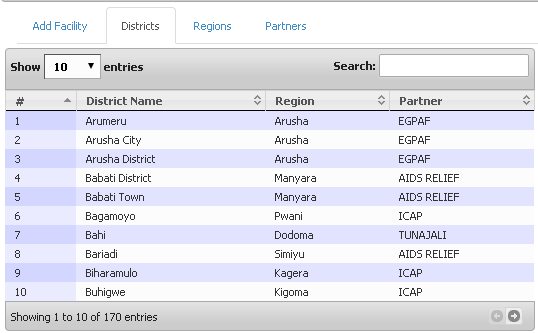 Add Facility Districts Regions Partners
Show 10 entries Search:
# District Name Region Partner
1 Arumeru Arusha EGPAF
2 Arusha City Arusha EGPAF
3 Arusha District Arusha EGPAF
4 Babati District Manyara AIDS RELIEF
5 Babati Town Manyara AIDS RELIEF
6 Bagamoyo Pwani ICAP
7 Bahi Dodoma TUNAJALI
8 Bariadi Simiyu AIDS RELIEF
9 Biharamulo Kagera ICAP
10 Buhigwe Kigoma ICAP
Showing 1 to 10 of 170 entries